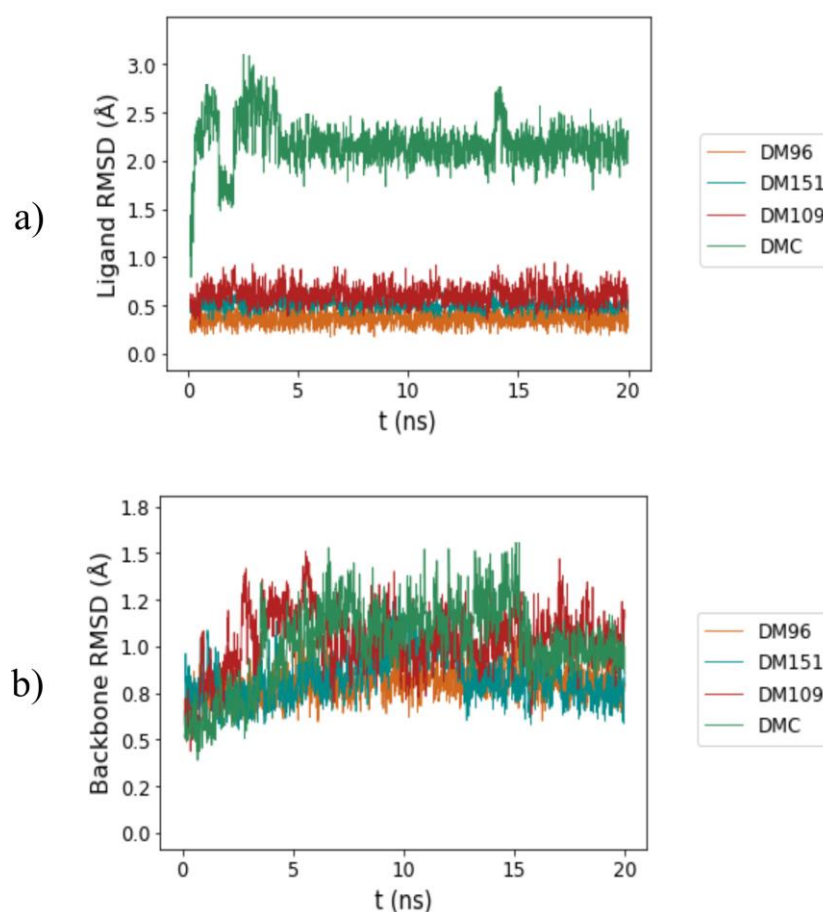 a)
Ligand RMSD (Å)
3.0
2.5
2.0
1.5
1.0
0.5
0.0
0 5 10 15 20
t (ns)
DM96
DM151
DM109
DMC
b)
Backbone RMSD (Å)
1.8
1.5
1.2
1.0
0.8
0.5
0.2
0.0
0 5 10 15 20
t (ns)
DM96
DM151
DM109
DMC